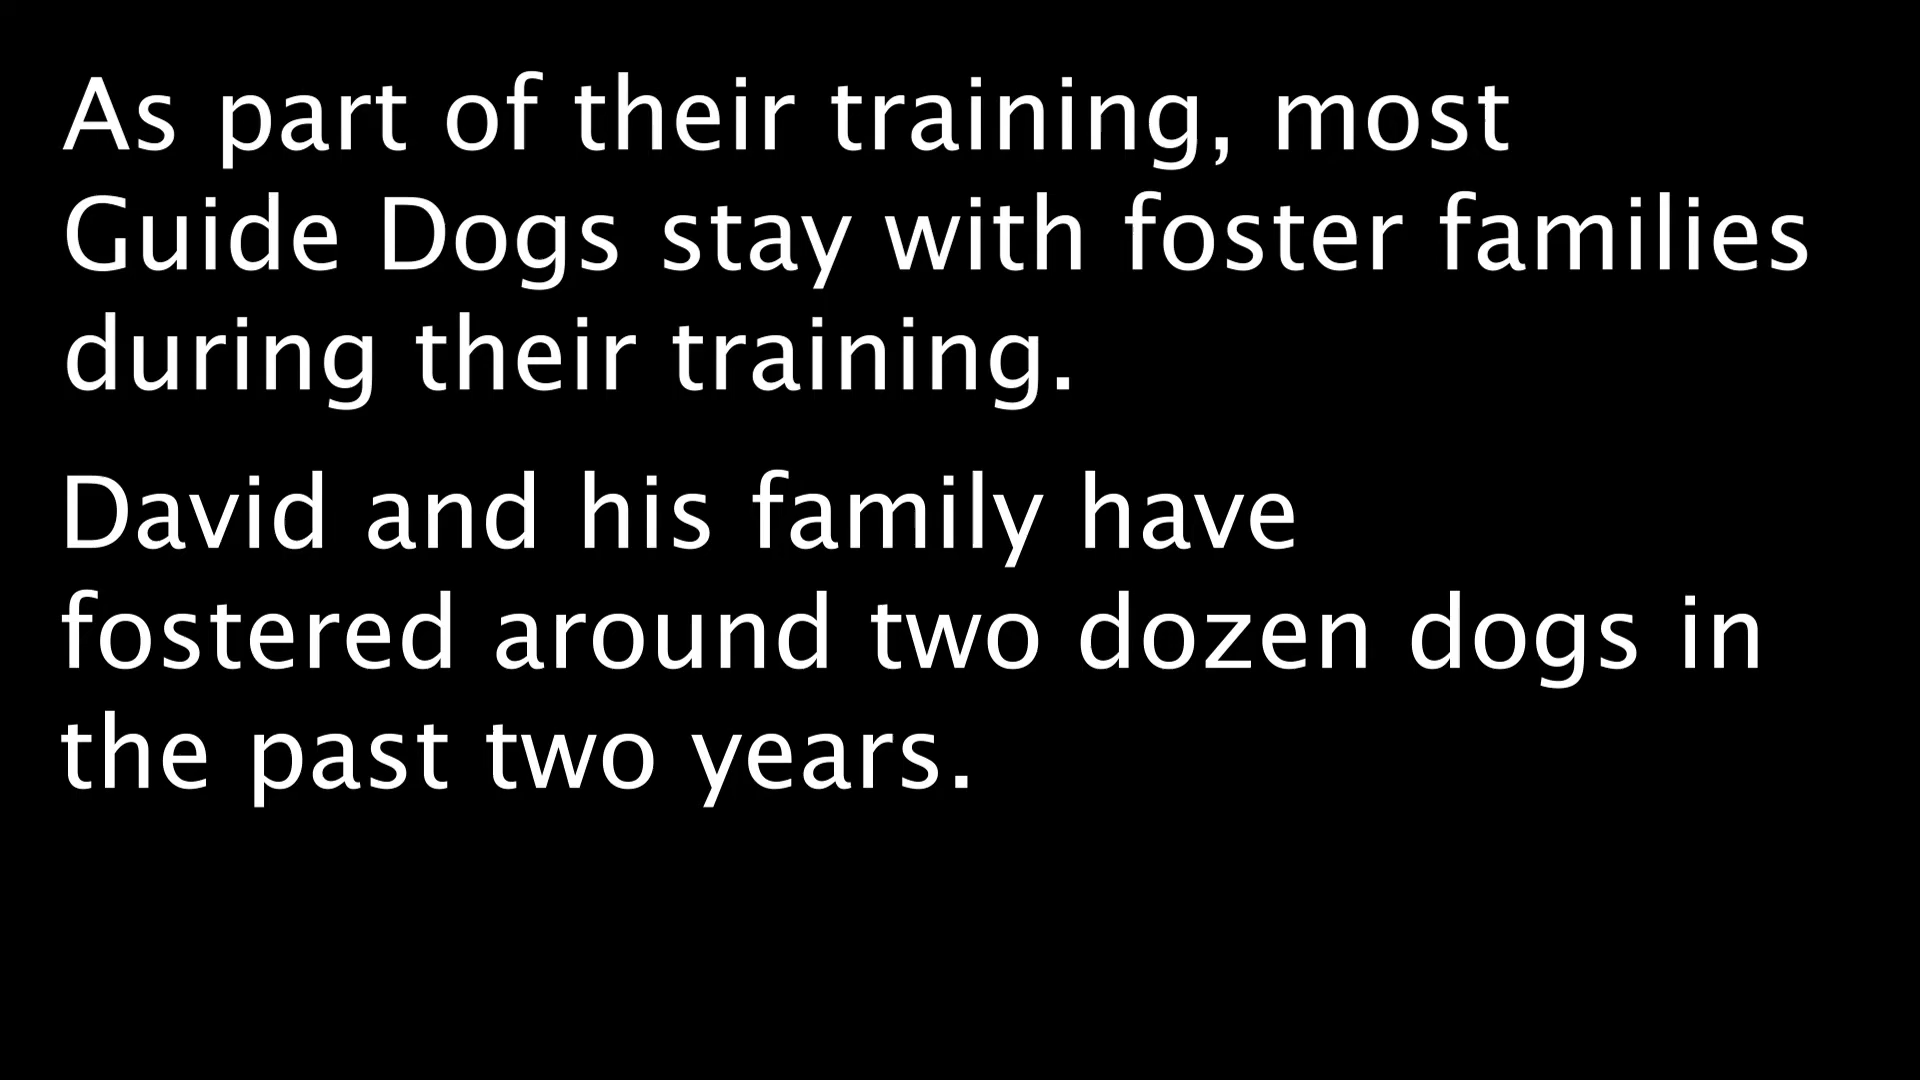 As part of their training, most
Guide Dogs stay with foster families
during their training.
David and his family have
fostered around two dozen dogs in
the past two years.